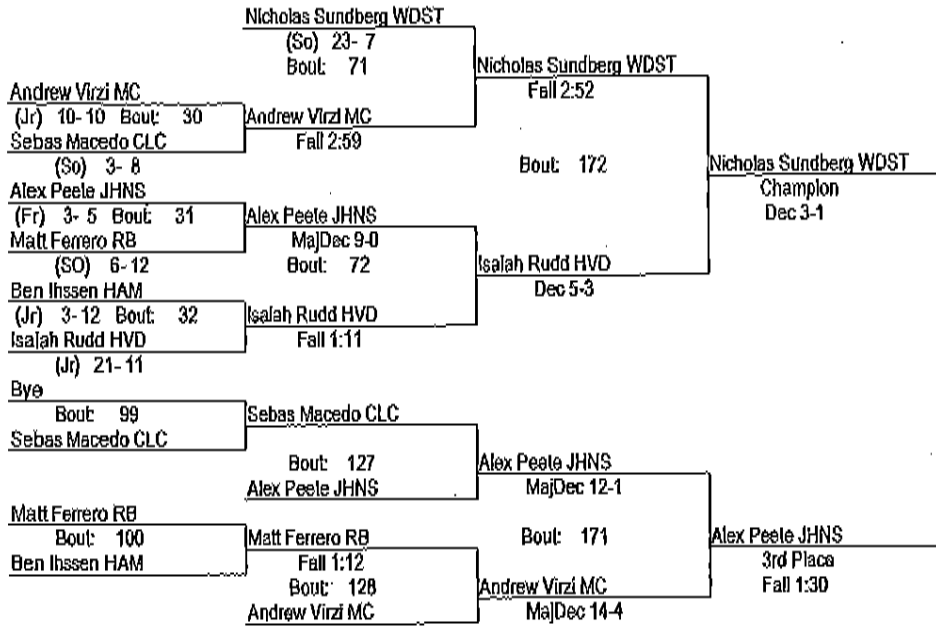 Nicholas Sundberg WDST
(So) 23- 7
Bout: 71
Nicholas Sundberg WDST
Fall 2:52
Andrew Virzi MC
(Jr) 10-10 Bout: 30
Andrew Virzi MC
Fall 2:59
Sebas Macedo CLC
(So) 3- 8
Bout: 172
Nicholas Sundberg WDST
Champion
Dec 3-1
Alex Peete JHNS
(Fr) 3- 5 Bout: 31
Alex Peete JHNS
MajDec 9-0
Bout: 72
Matt Ferrero RB
(SO) 6-12
Isaiah Rudd HVD
Dec 5-3
Ben Ihssen HAM
(Jr) 3-12 Bout: 32
Isaiah Rudd HVD
Fall 1:11
Isaiah Rudd HVD
(Jr) 21-11
Bye
Bout: 99
Sebas Macedo CLC
Sebas Macedo CLC
Bout: 127
Alex Peete JHNS
Alex Peete JHNS
MajDec 12-1
Matt Ferrero RB
Bout: 100
Ben Ihssen HAM
Matt Ferrero RB
Fall 1:12
Bout: 128
Andrew Virzi MC
Bout: 171
Andrew Virzi MC
MajDec 14-4
Alex Peete JHNS
3rd Place
Fall 1:30